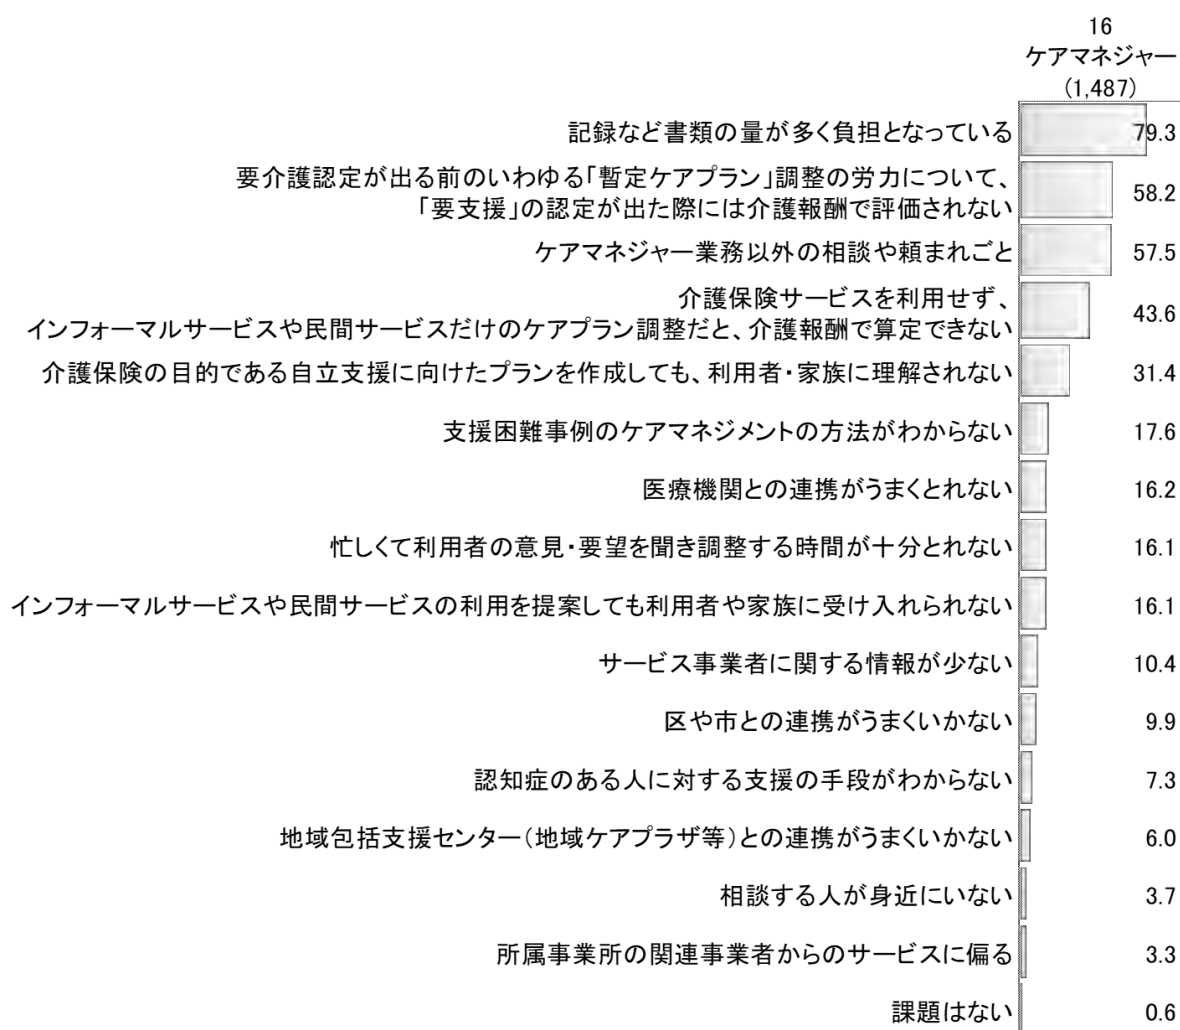 16
ケアマネジャー
(1,487)
記録など書類の量が多く負担となっている 79.3
要介護認定が出る前のいわゆる「暫定ケアプラン」調整の労力について、
「要支援」の認定が出た際には介護報酬で評価されない 58.2
ケアマネジャー業務以外の相談や頼まれごと 57.5
介護保険サービスを利用せず、
インフォーマルサービスや民間サービスだけのケアプラン調整だと、介護報酬で算定できない 43.6
介護保険の目的である自立支援に向けたプランを作成しても、利用者・家族に理解されない 31.4
支援困難事例のケアマネジメントの方法がわからない 17.6
医療機関との連携がうまくとれない 16.2
忙しくて利用者の意見・要望を聞き調整する時間が十分とれない 16.1
インフォーマルサービスや民間サービスの利用を提案しても利用者や家族に受け入れられない 16.1
サービス事業者に関する情報が少ない 10.4
区や市との連携がうまくいかない 9.9
認知症のある人に対する支援の手段がわからない 7.3
地域包括支援センター(地域ケアプラザ等)との連携がうまくいかない 6.0
相談する人が身近にいない 3.7
所属事業所の関連事業者からのサービスに偏る 3.3
課題はない 0.6